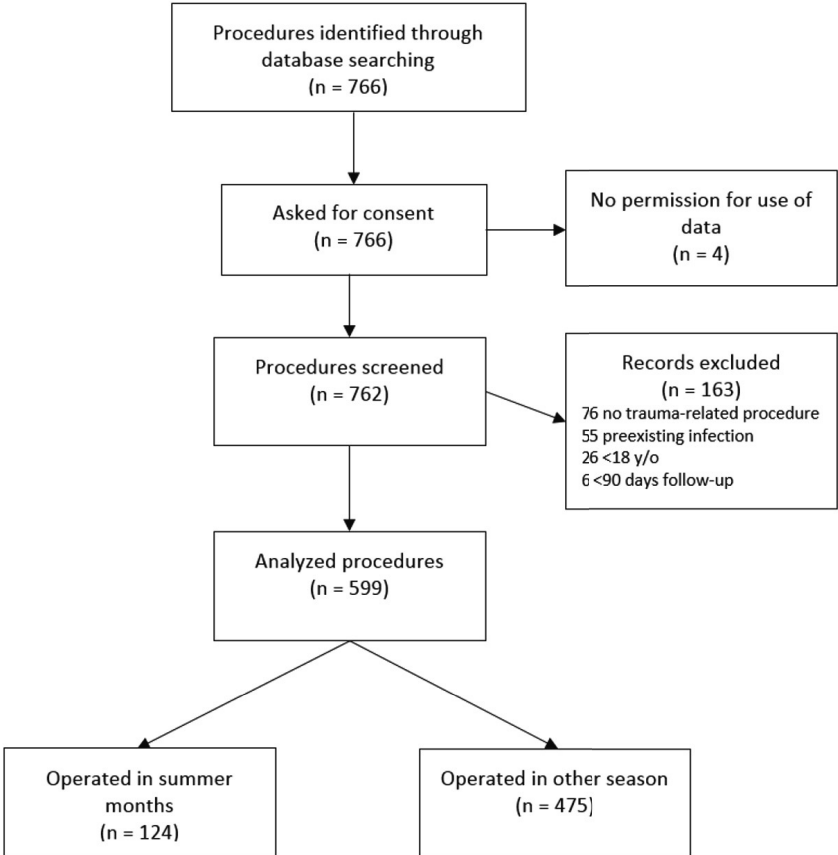 Procedures identified through
database searching
(n = 766)
Asked for consent
(n = 766)
No permission for use of
data
(n = 4)
Procedures screened
(n = 762)
Records excluded
(n = 163)
76 no trauma-related procedure
55 preexisting infection
26 <18 y/o
6 <90 days follow-up
Analyzed procedures
(n = 599)
Operated in summer
months
(n = 124)
Operated in other season
(n = 475)